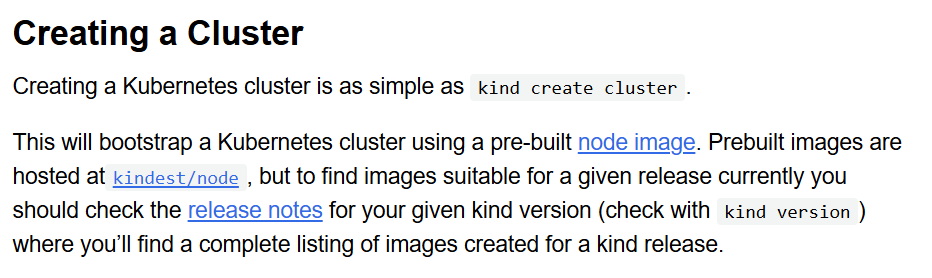 Creating a Cluster
Creating a Kubernetes cluster is as simple as kind create cluster.
This will bootstrap a Kubernetes cluster using a pre-built node image. Prebuilt images are
hosted at kindest/node, but to find images suitable for a given release currently you
should check the release notes for your given kind version (check with kind version)
where you’ll find a complete listing of images created for a kind release.